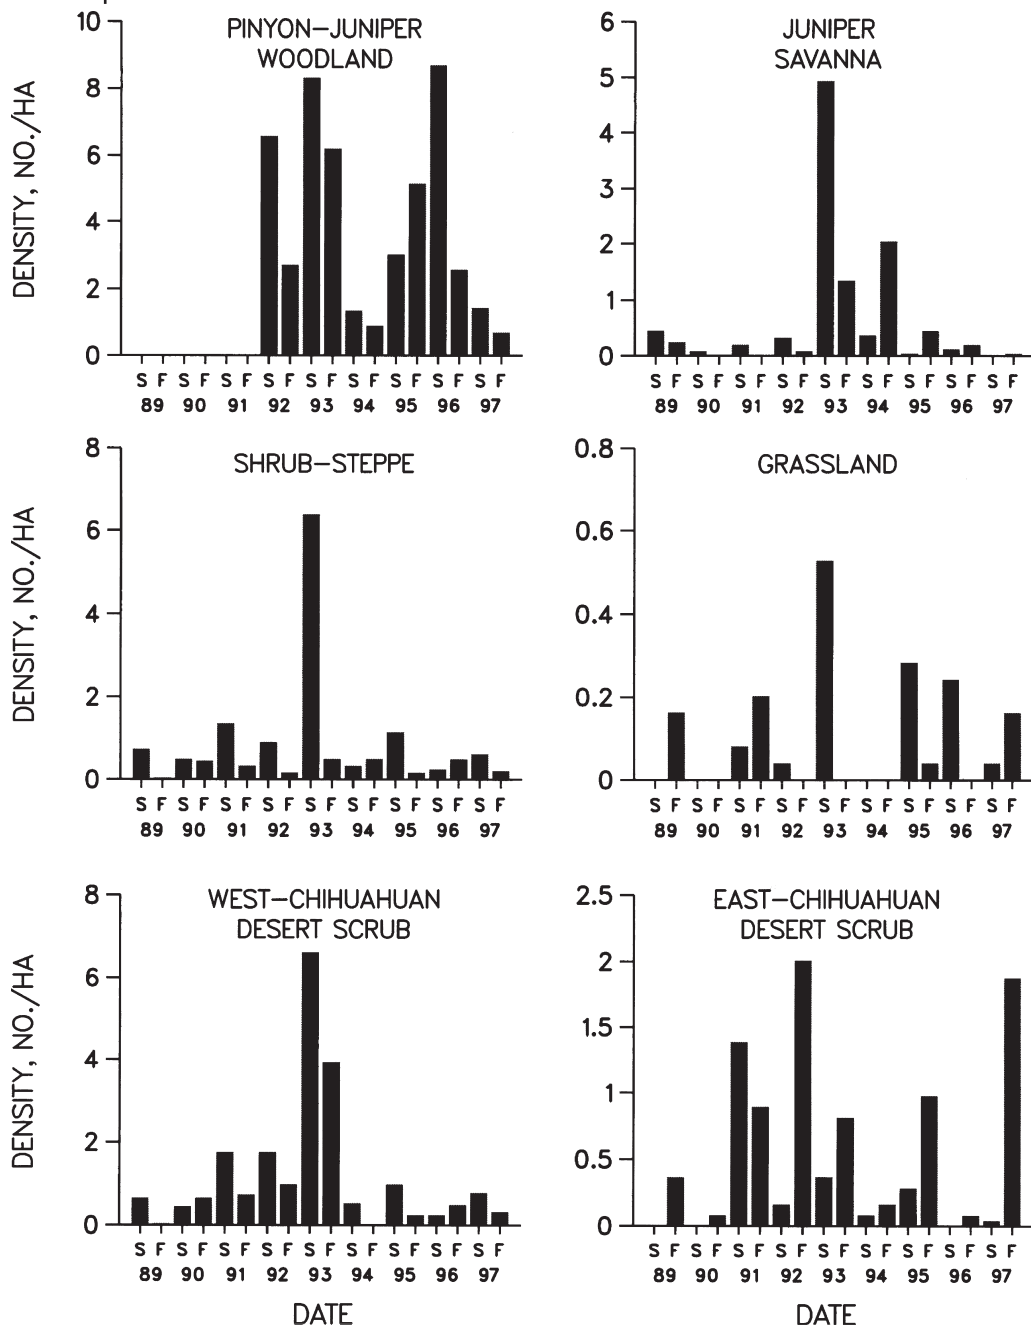 PINYON–JUNIPER
WOODLAND
DENSITY, NO./HA
10
8
6
4
2
0
S F S F S F S F S F S F S F S F S F
89 90 91 92 93 94 95 96 97
JUNIPER
SAVANNA
6
5
4
3
2
1
0
S F S F S F S F S F S F S F S F S F
89 90 91 92 93 94 95 96 97
SHRUB–STEPPE
DENSITY, NO./HA
8
6
4
2
0
S F S F S F S F S F S F S F S F S F
89 90 91 92 93 94 95 96 97
GRASSLAND
0.8
0.6
0.4
0.2
0
S F S F S F S F S F S F S F S F S F
89 90 91 92 93 94 95 96 97
WEST–CHIHUAHUAN
DESERT SCRUB
DENSITY, NO./HA
8
6
4
2
0
S F S F S F S F S F S F S F S F S F
89 90 91 92 93 94 95 96 97
DATE
EAST–CHIHUAHUAN
DESERT SCRUB
2.5
2
1.5
1
0.5
0
S F S F S F S F S F S F S F S F S F
89 90 91 92 93 94 95 96 97
DATE